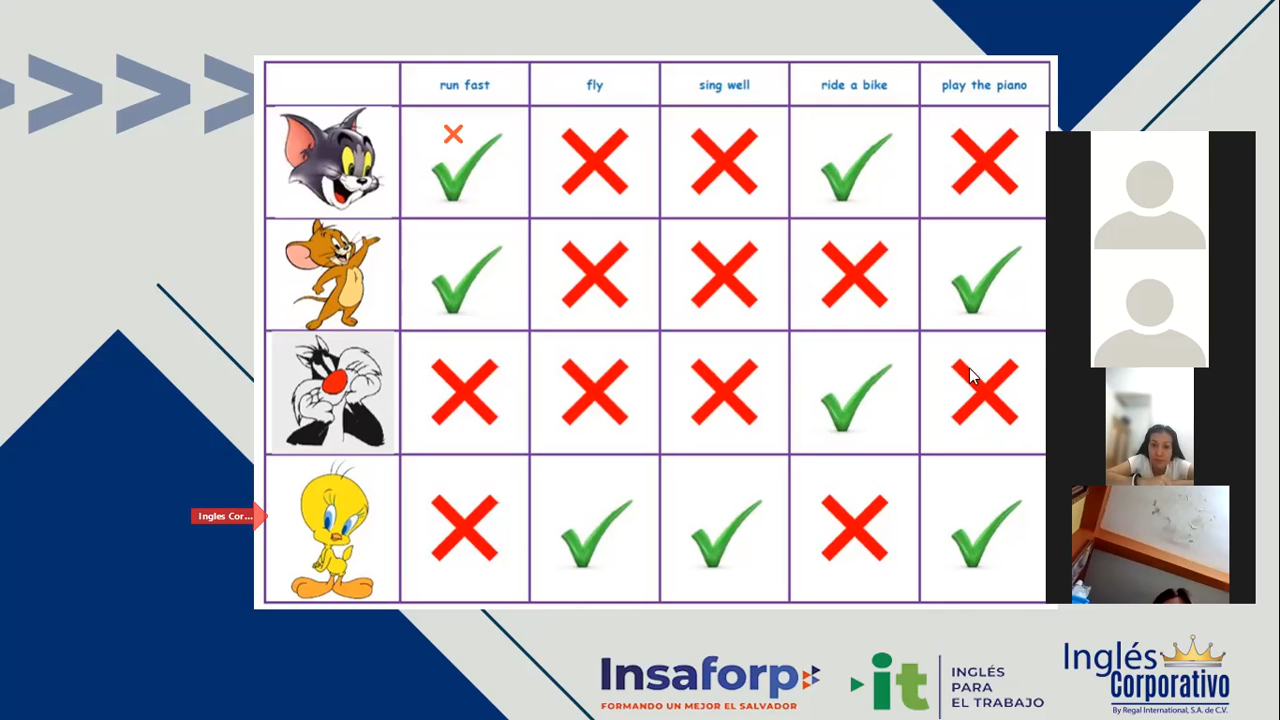 run fast
fly
sing well
ride a bike
play the piano
Ingles Cor...
Insaforp
FORMANDO UN MEJOR EL SALVADOR
it
INGLÉS
PARA
EL TRABAJO
Inglés
Corporativo
By Regal International, S.A. de C.V.